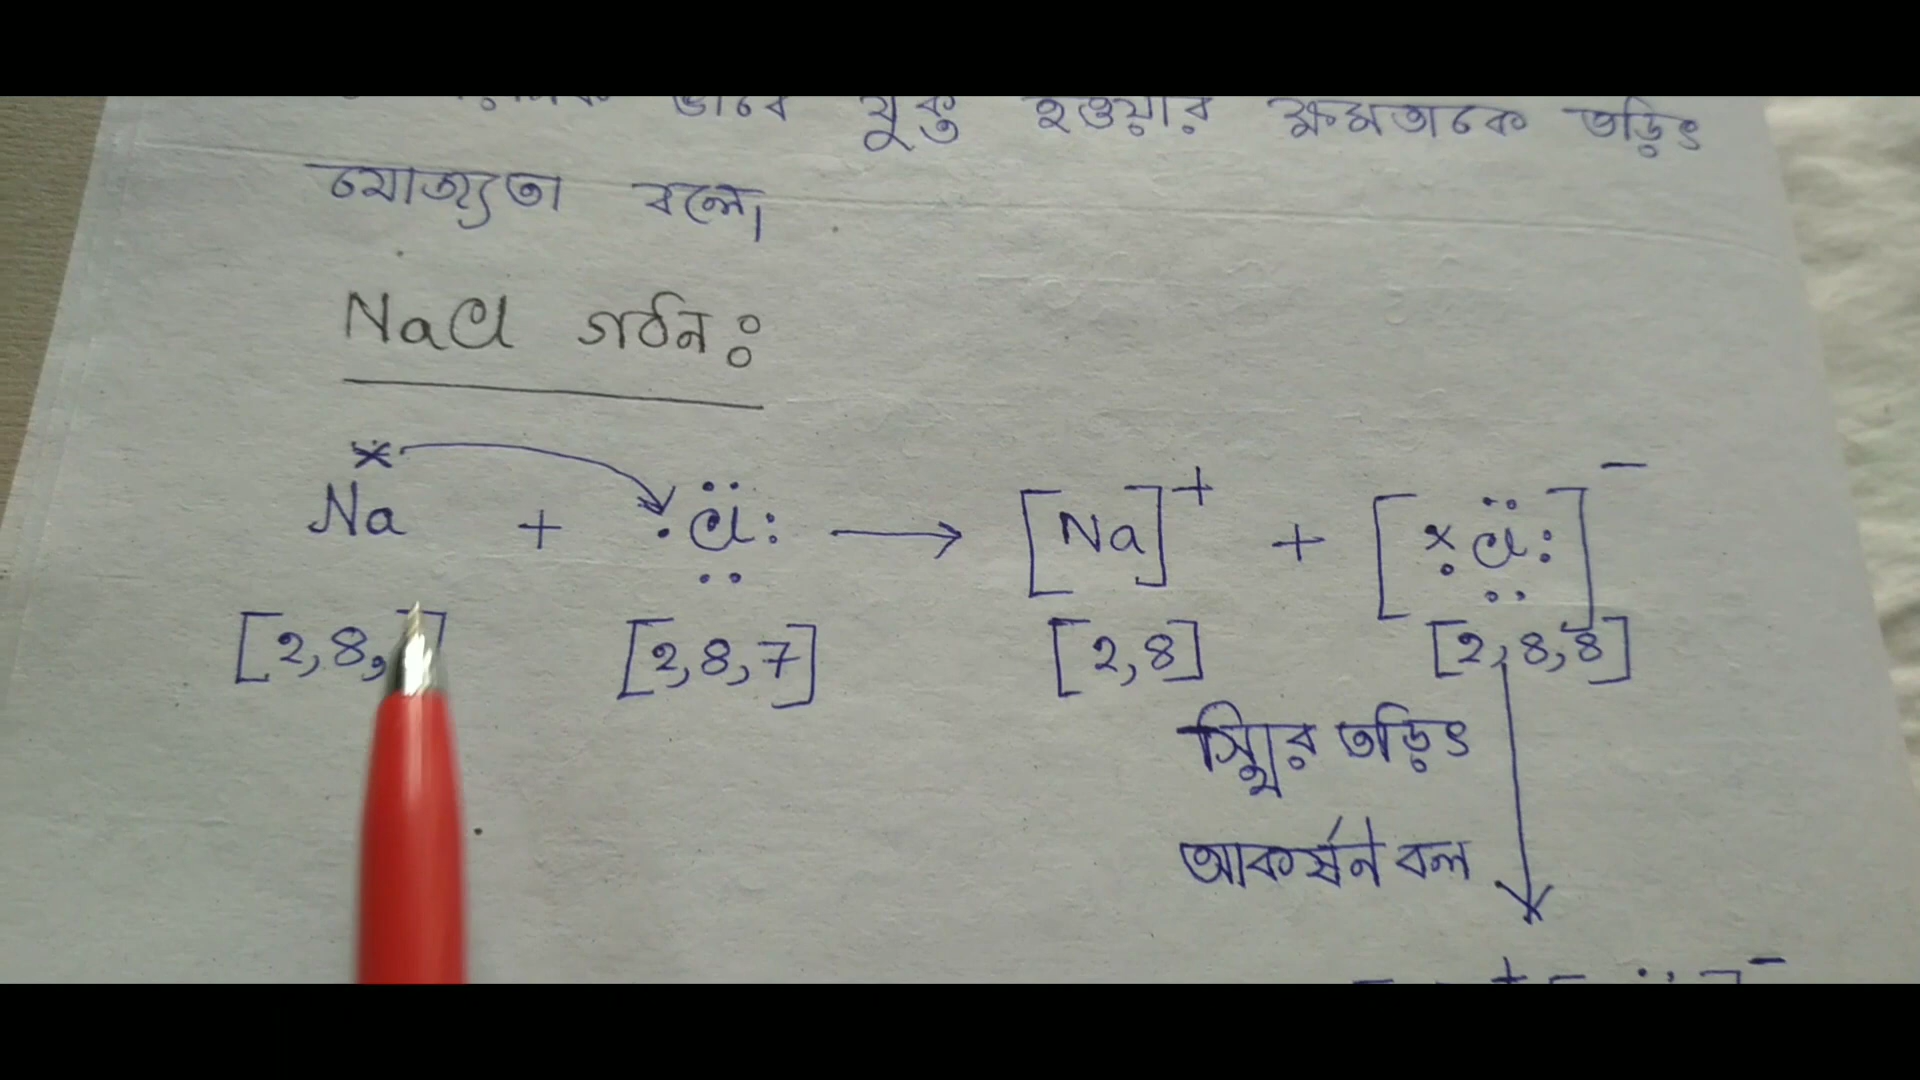 ভাবে যুক্ত হওয়ার ক্ষমতাকে তড়িৎ
যোজ্যতা বলে।
NaCl গঠনঃ
Na + Cl → [Na]⁺ + [Cl]⁻
[2,8, ] [2,8,7] [2,8] [2,8,8]
স্থির তড়িৎ
আকর্ষন বল